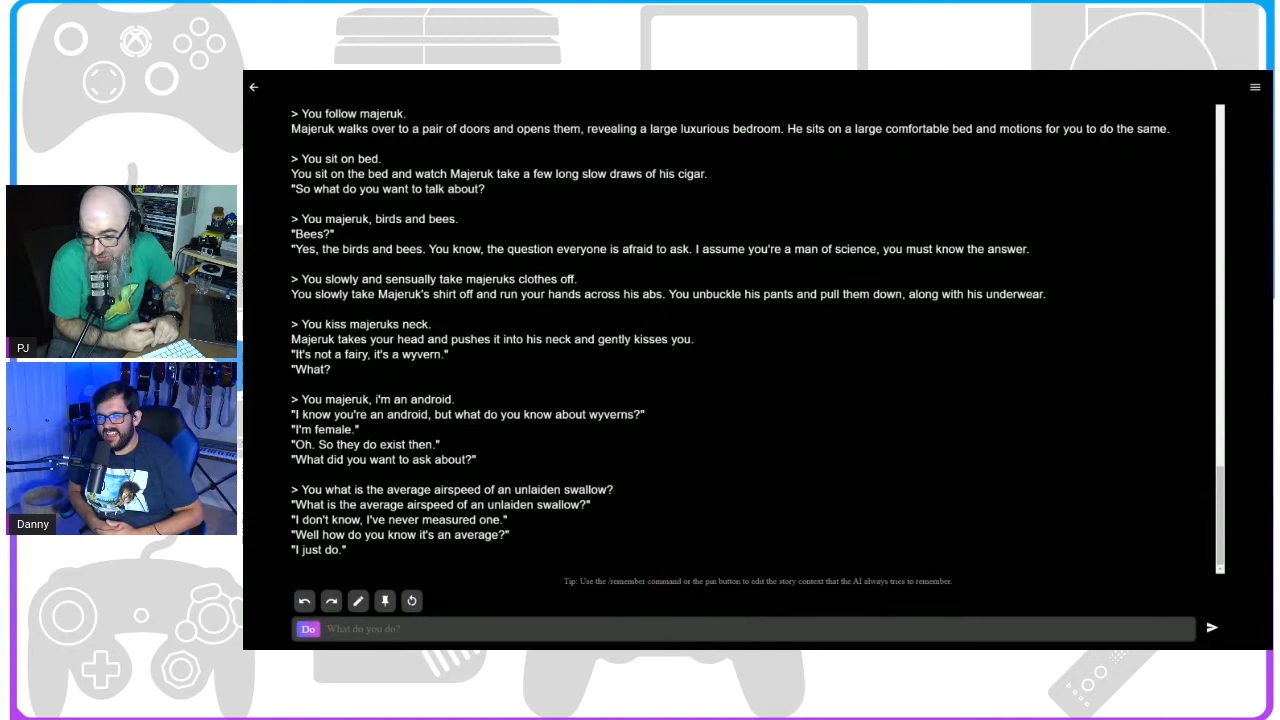 > You follow majeruk.
Majeruk walks over to a pair of doors and opens them, revealing a large luxurious bedroom. He sits on a large comfortable bed and motions for you to do the same.
> You sit on bed.
You sit on the bed and watch Majeruk take a few long slow draws of his cigar.
"So what do you want to talk about?
> You majeruk, birds and bees.
"Bees?"
"Yes, the birds and bees. You know, the question everyone is afraid to ask. I assume you're a man of science, you must know the answer.
> You slowly and sensually take majeruks clothes off.
You slowly take Majeruk's shirt off and run your hands across his abs. You unbuckle his pants and pull them down, along with his underwear.
> You kiss majeruks neck.
Majeruk takes your head and pushes it into his neck and gently kisses you.
"It's not a fairy, it's a wyvern."
"What?
> You majeruk, i'm an android.
"I know you're an android, but what do you know about wyverns?"
"I'm female."
"Oh. So they do exist then."
"What did you want to ask about?"
> You what is the average airspeed of an unlaiden swallow?
"What is the average airspeed of an unlaiden swallow?"
"I don't know, I've never measured one."
"Well how do you know it's an average?"
"I just do."
Tip: Use the /remember command or the pin button to edit the story content that the AI always tries to remember.
Do What do you do?
PJ
Danny